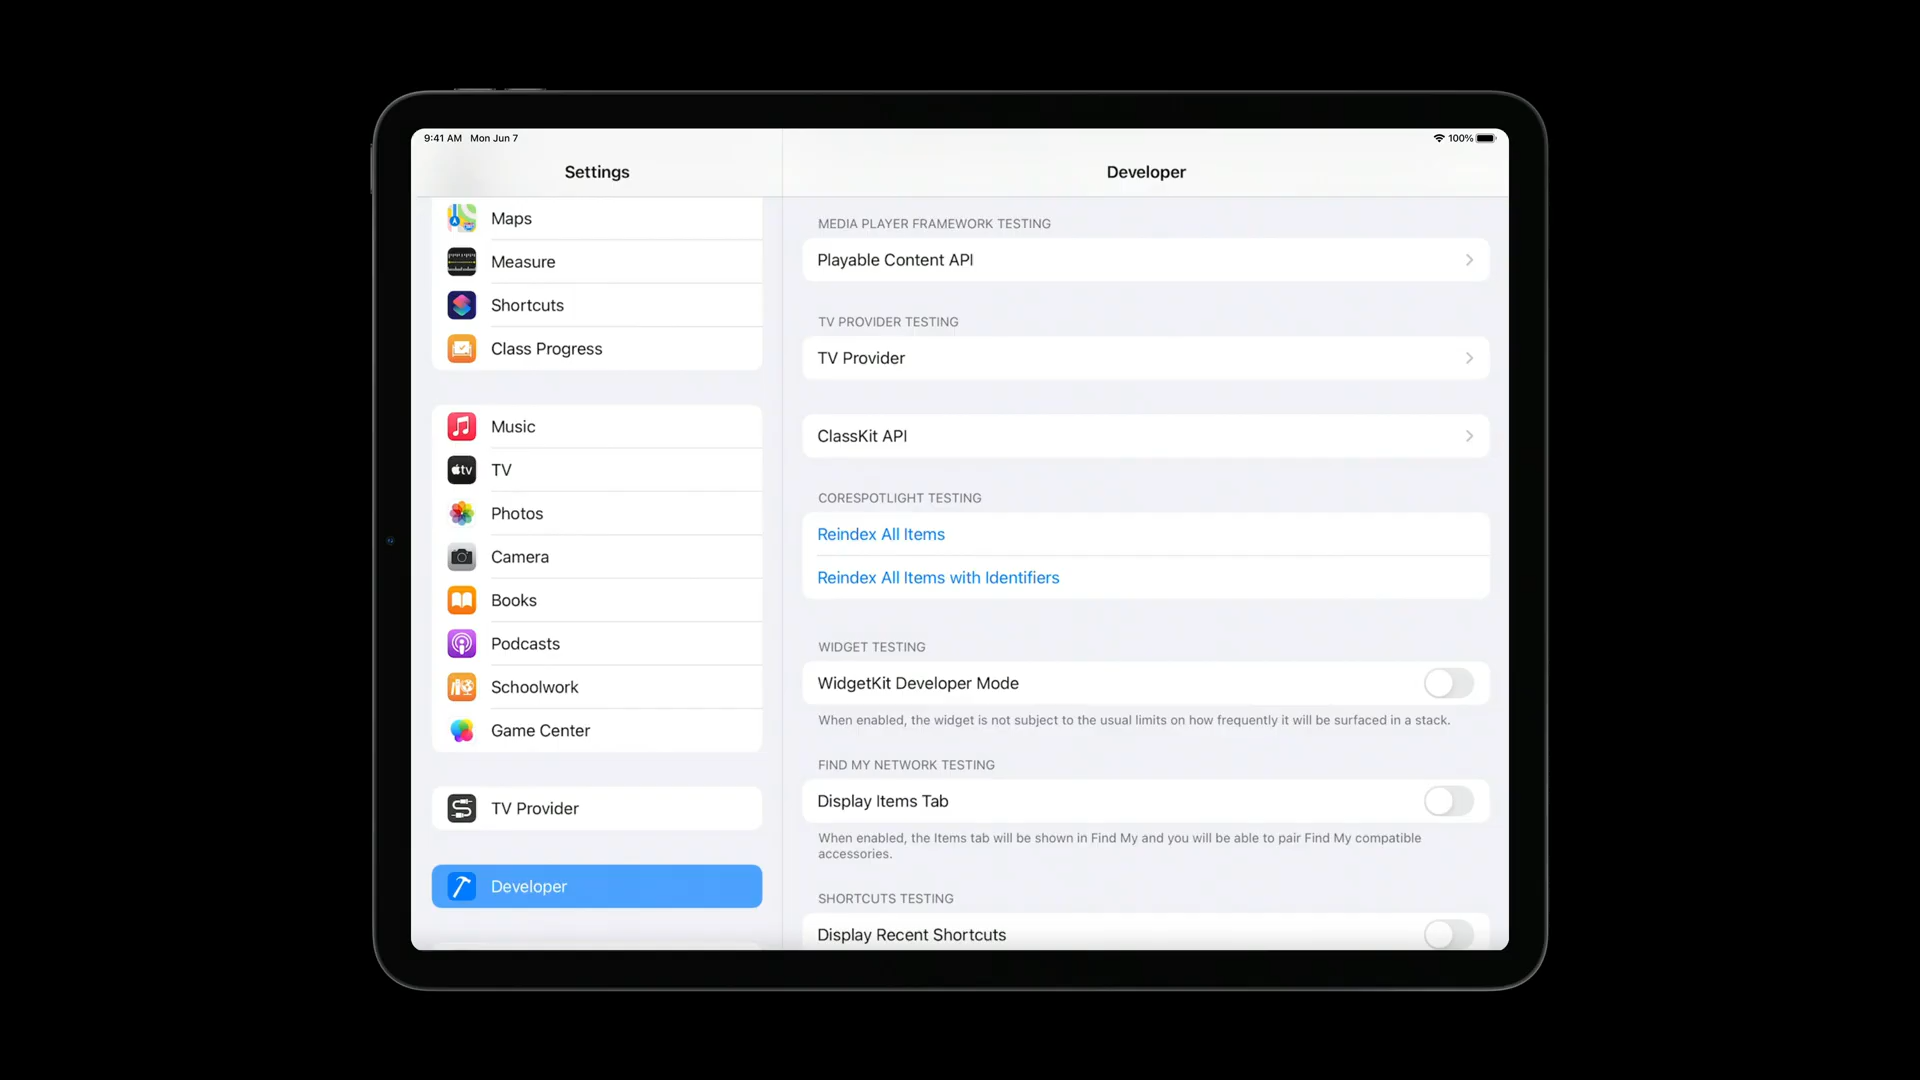 9:41 AM Mon Jun 7
100%
Settings
Developer
Maps
Measure
Shortcuts
Class Progress
Music
tv
TV
Photos
Camera
Books
Podcasts
Schoolwork
Game Center
TV Provider
Developer
MEDIA PLAYER FRAMEWORK TESTING
Playable Content API
TV PROVIDER TESTING
TV Provider
ClassKit API
CORESPOTLIGHT TESTING
Reindex All Items
Reindex All Items with Identifiers
WIDGET TESTING
WidgetKit Developer Mode
When enabled, the widget is not subject to the usual limits on how frequently it will be surfaced in a stack.
FIND MY NETWORK TESTING
Display Items Tab
When enabled, the Items tab will be shown in Find My and you will be able to pair Find My compatible
accessories.
SHORTCUTS TESTING
Display Recent Shortcuts